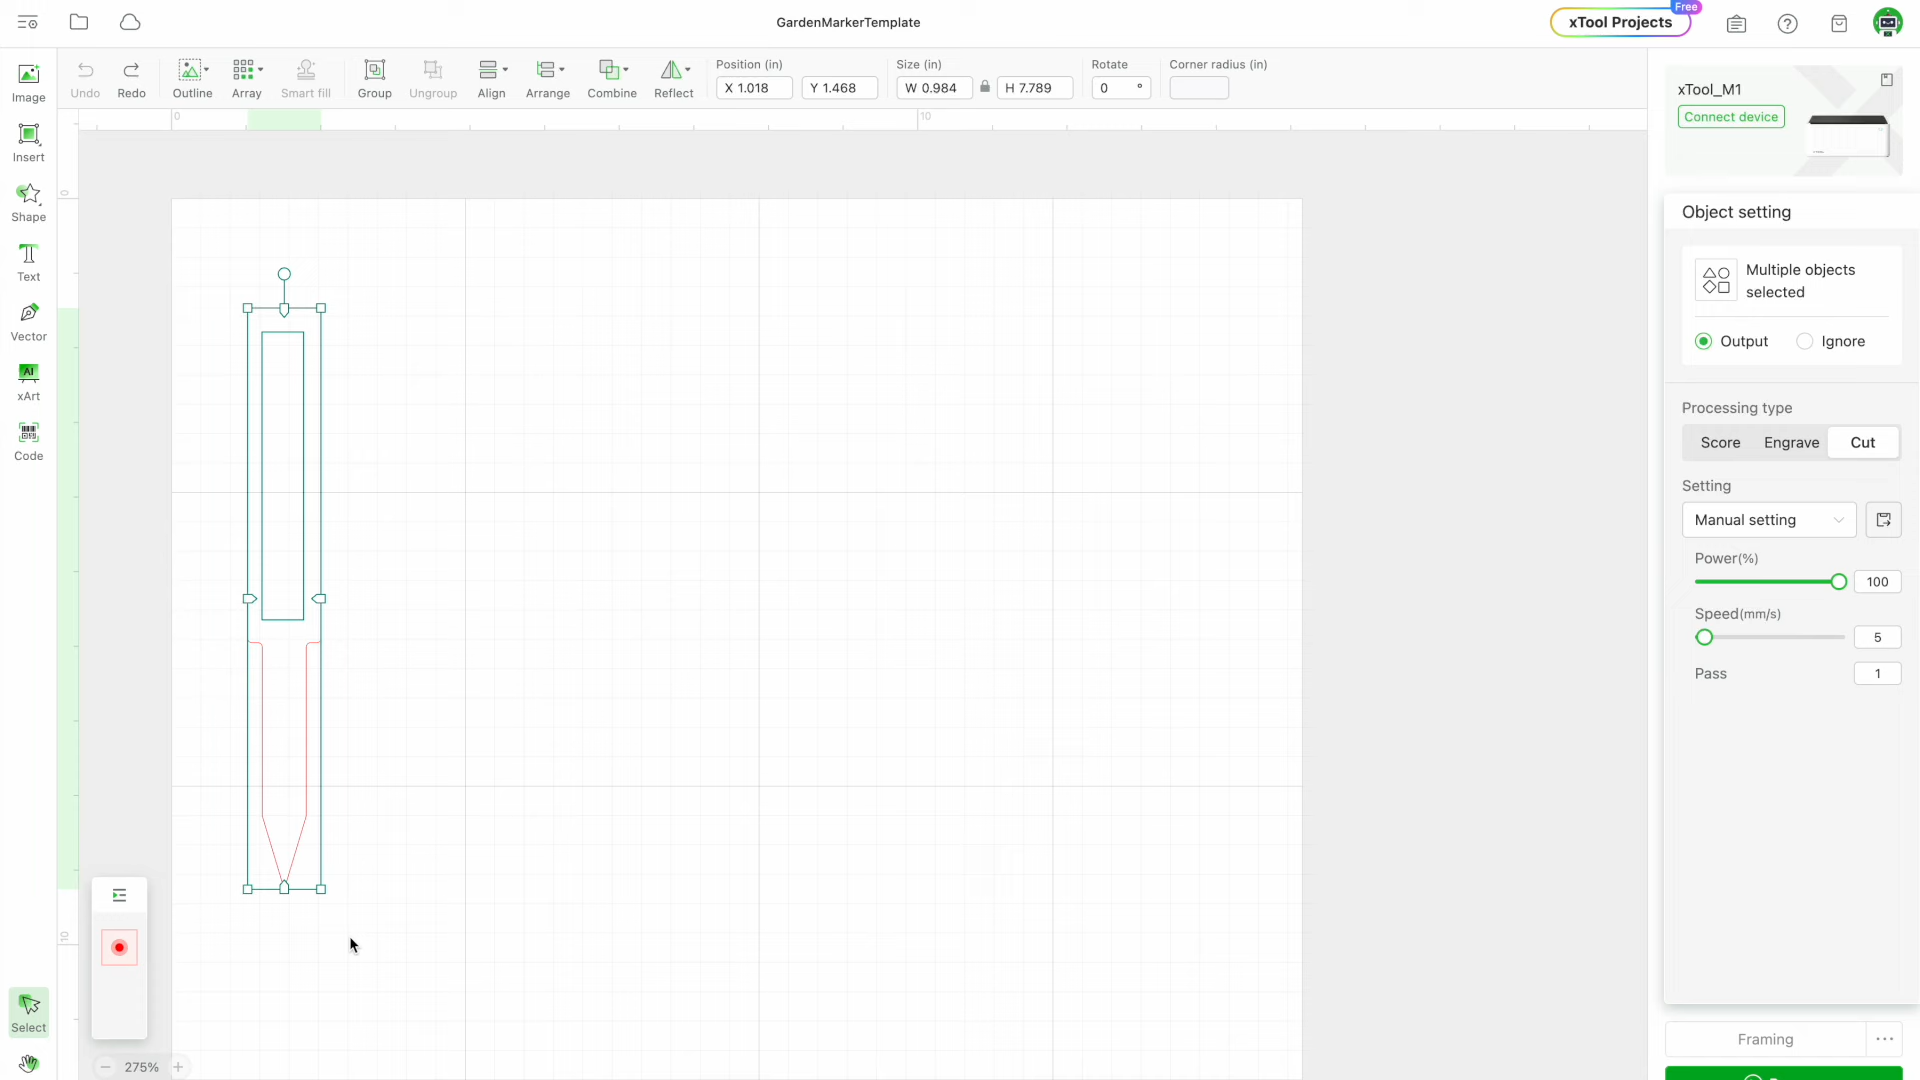 GardenMarkerTemplate
xTool Projects
Free
Image
Insert
Shape
Text
Vector
AI
xArt
Code
Select
Undo
Redo
Outline
Array
Smart fill
Group
Ungroup
Align
Arrange
Combine
Reflect
Position (in)
X 1.018
Y 1.468
Size (in)
W 0.984
H 7.789
Rotate
0 °
Corner radius (in)
0
10
0
10
275%
xTool_M1
Connect device
Object setting
Multiple objects
selected
Output
Ignore
Processing type
Score
Engrave
Cut
Setting
Manual setting
Power(%)
100
Speed(mm/s)
5
Pass
1
Framing